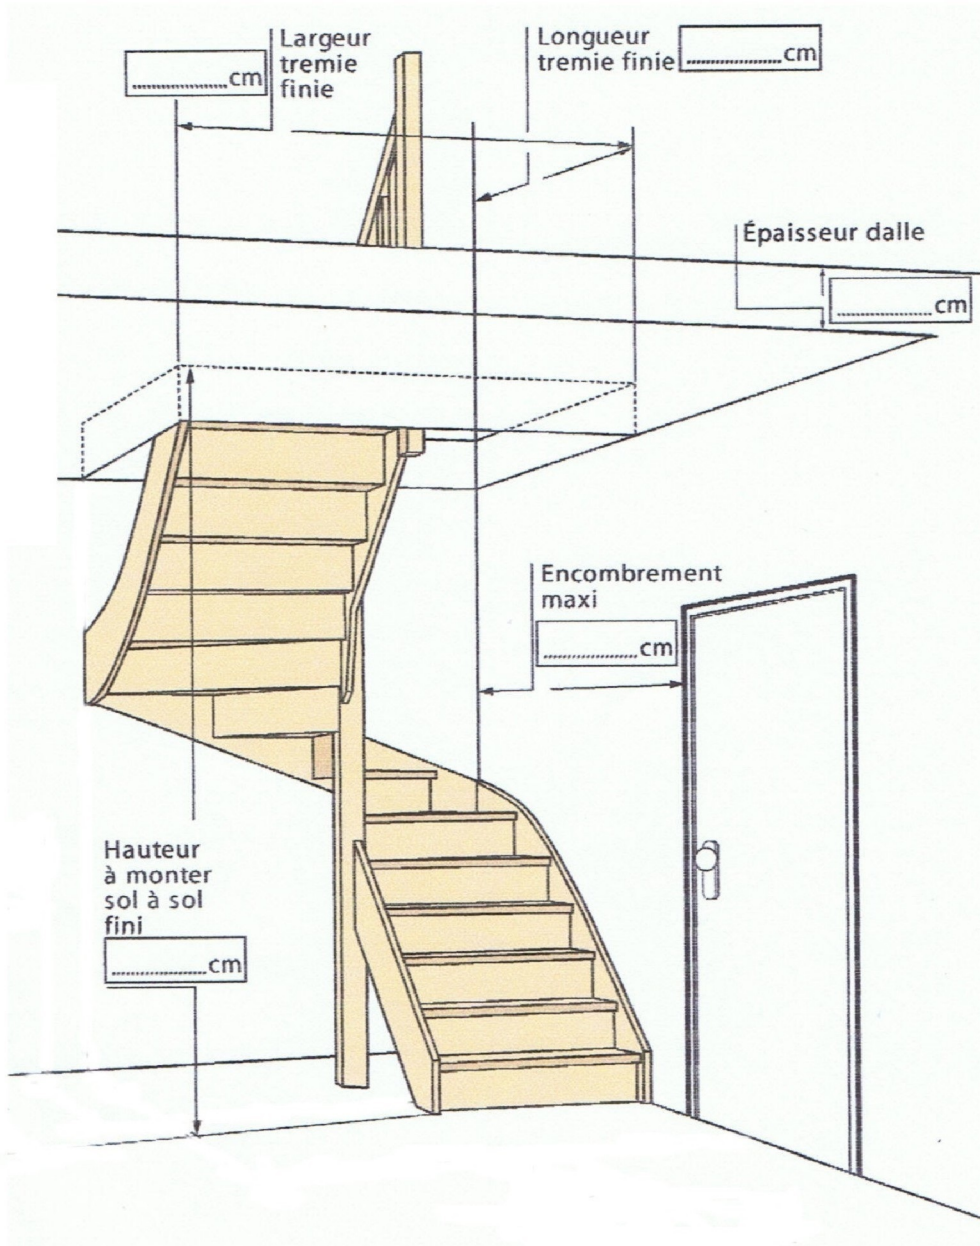 Largeur
tremie
finie
..................cm
Longueur
tremie finie
..................cm
Épaisseur dalle
..................cm
Encombrement
maxi
..................cm
Hauteur
à monter
sol à sol
fini
..................cm